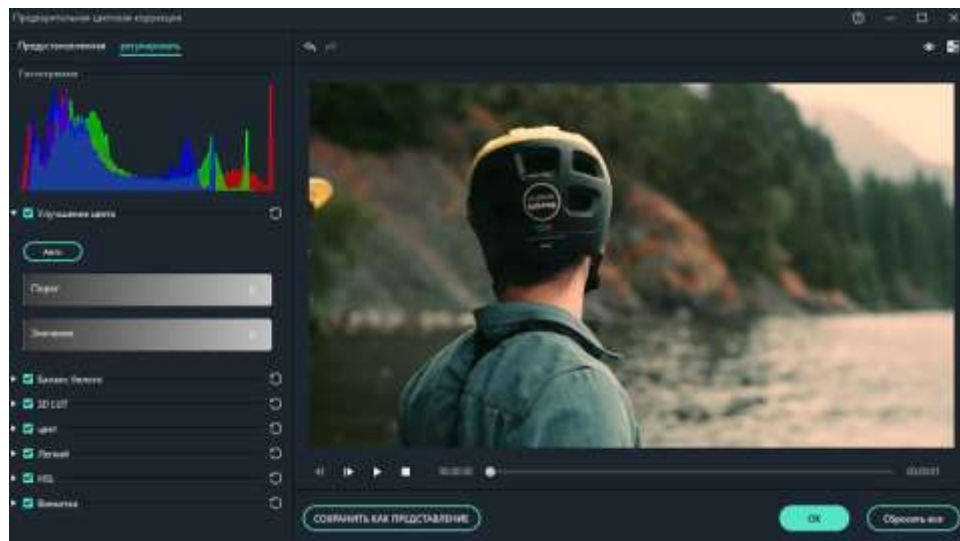 Предварительная цветовая коррекция
Предустановленная регулировать
Гистограмма
Улучшение цвета
Авто
Порог
Значение
Баланс белого
3D LUT
цвет
Легкий
HSL
Виньетка
СОХРАНИТЬ КАК ПРЕДСТАВЛЕНИЕ
OK
Сбросить все